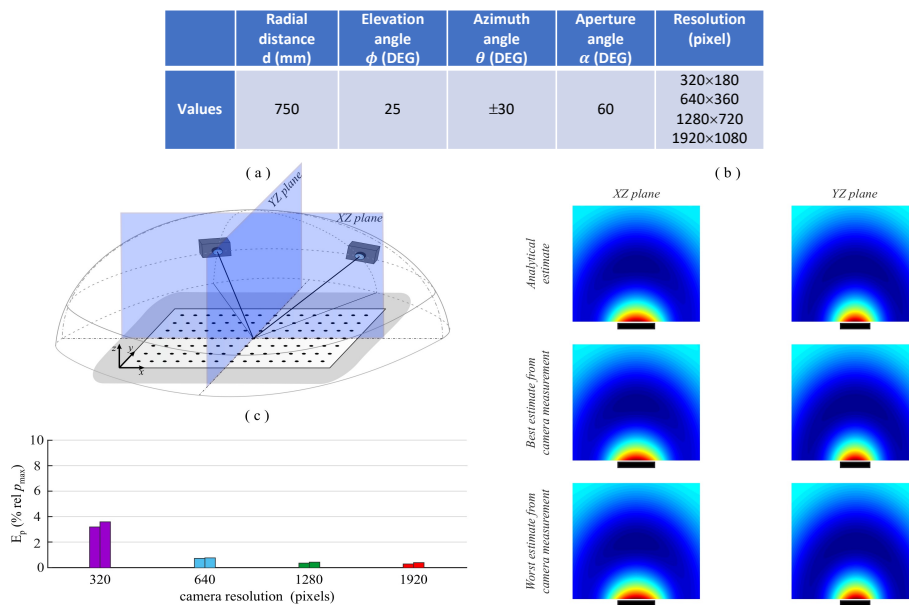 Radial distance d (mm)
Elevation angle ϕ (DEG)
Azimuth angle θ (DEG)
Aperture angle α (DEG)
Resolution (pixel)
Values
750
25
±30
60
320×180
640×360
1280×720
1920×1080
( a )
( b )
YZ plane
XZ plane
z
y
x
XZ plane
YZ plane
Analytical estimate
Best estimate from camera measurement
Worst estimate from camera measurement
( c )
10
8
6
4
2
0
E_p (% rel p_max)
320
640
1280
1920
camera resolution (pixels)